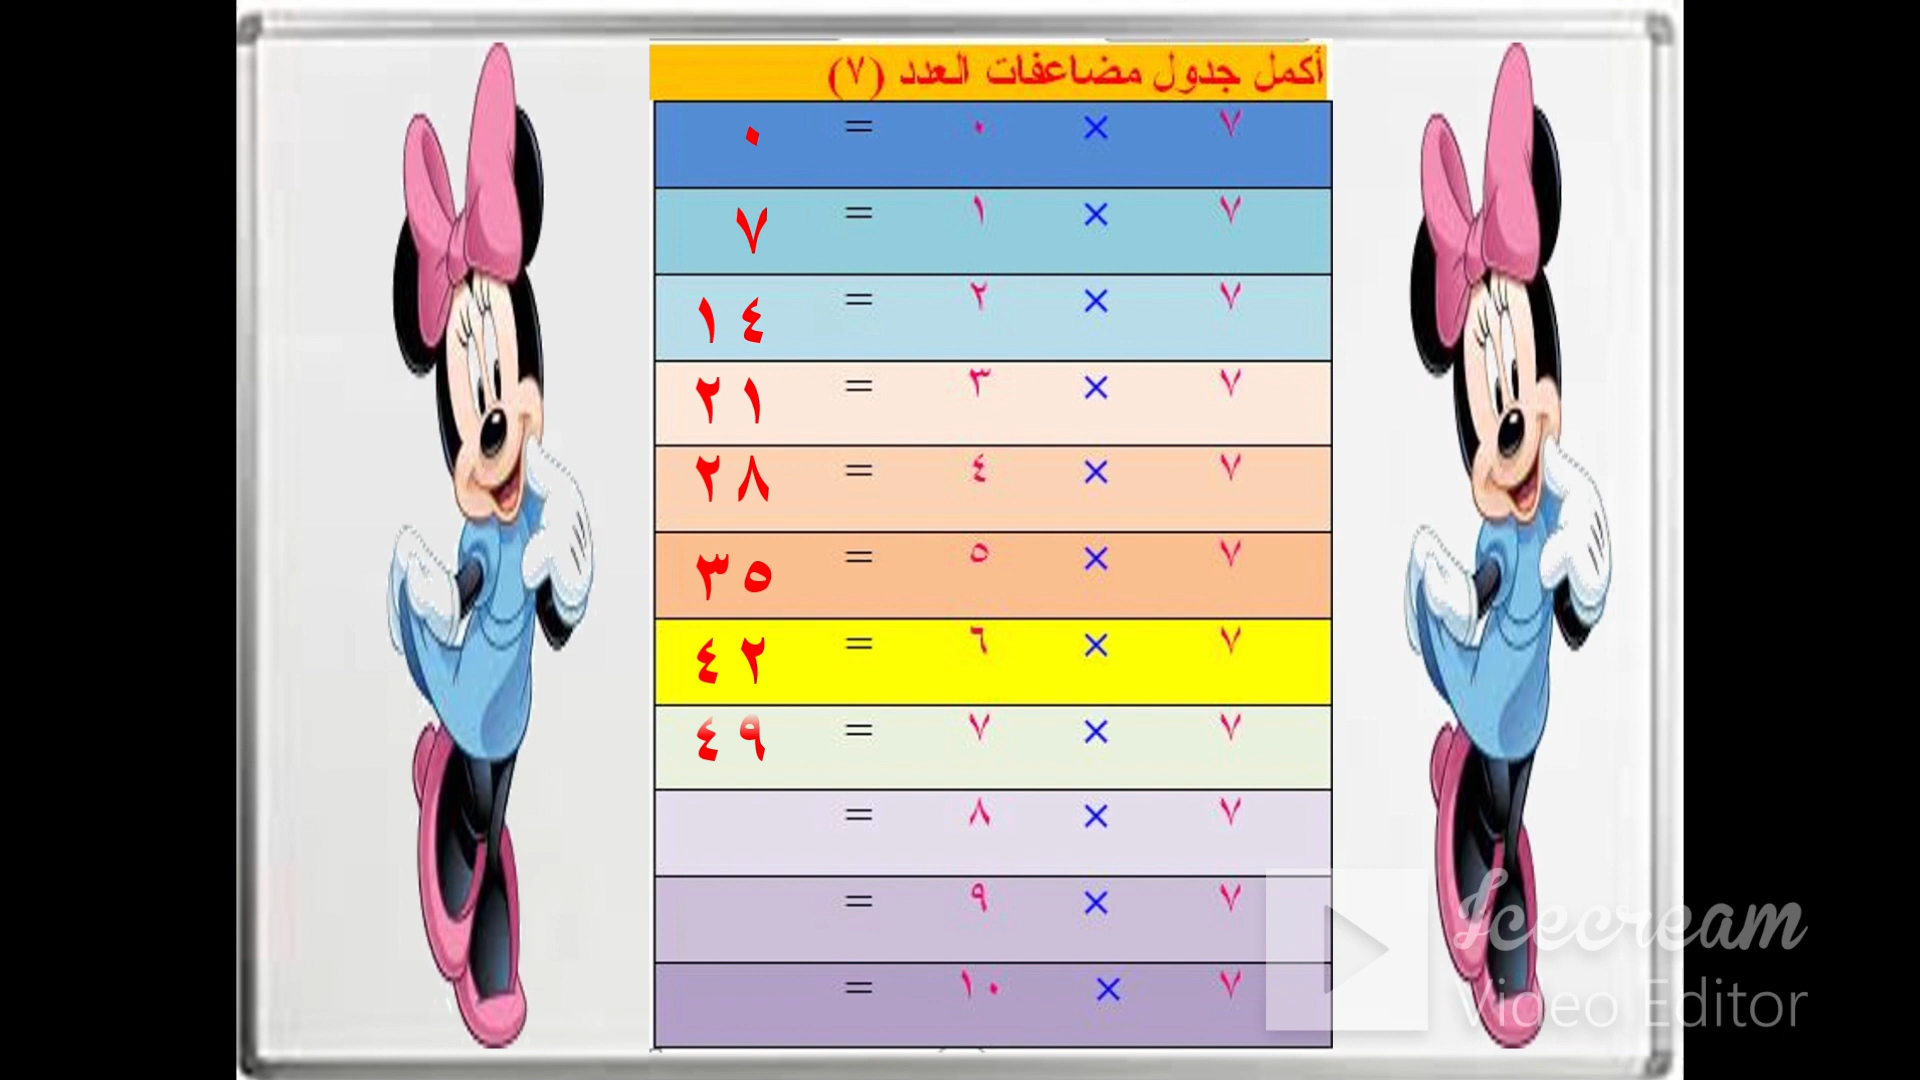 أكمل جدول مضاعفات العدد (٧)
٧ × ٠ = ٠
٧ × ١ = ٧
٧ × ٢ = ١٤
٧ × ٣ = ٢١
٧ × ٤ = ٢٨
٧ × ٥ = ٣٥
٧ × ٦ = ٤٢
٧ × ٧ = ٤٩
٧ × ٨ =
٧ × ٩ =
٧ × ١٠ =
Icecream
Video Editor